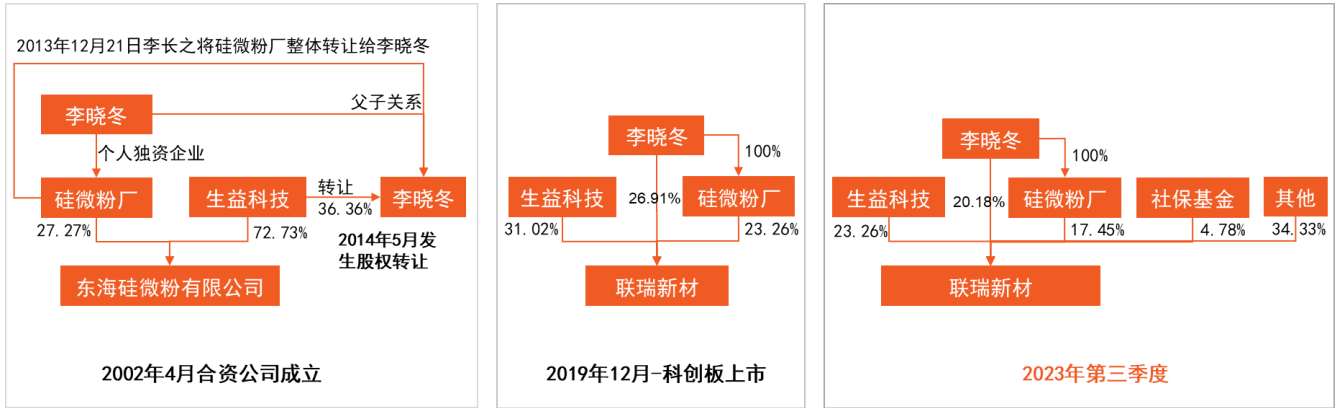 2013年12月21日李长之将硅微粉厂整体转让给李晓冬
李晓冬
父子关系
个人独资企业
硅微粉厂
生益科技
转让
36.36%
李晓冬
27.27%
72.73%
2014年5月发
生股权转让
东海硅微粉有限公司
2002年4月合资公司成立
李晓冬
100%
生益科技
26.91%
硅微粉厂
31.02%
23.26%
联瑞新材
2019年12月-科创板上市
李晓冬
100%
生益科技
20.18%
硅微粉厂
社保基金
其他
23.26%
17.45%
4.78%
34.33%
联瑞新材
2023年第三季度